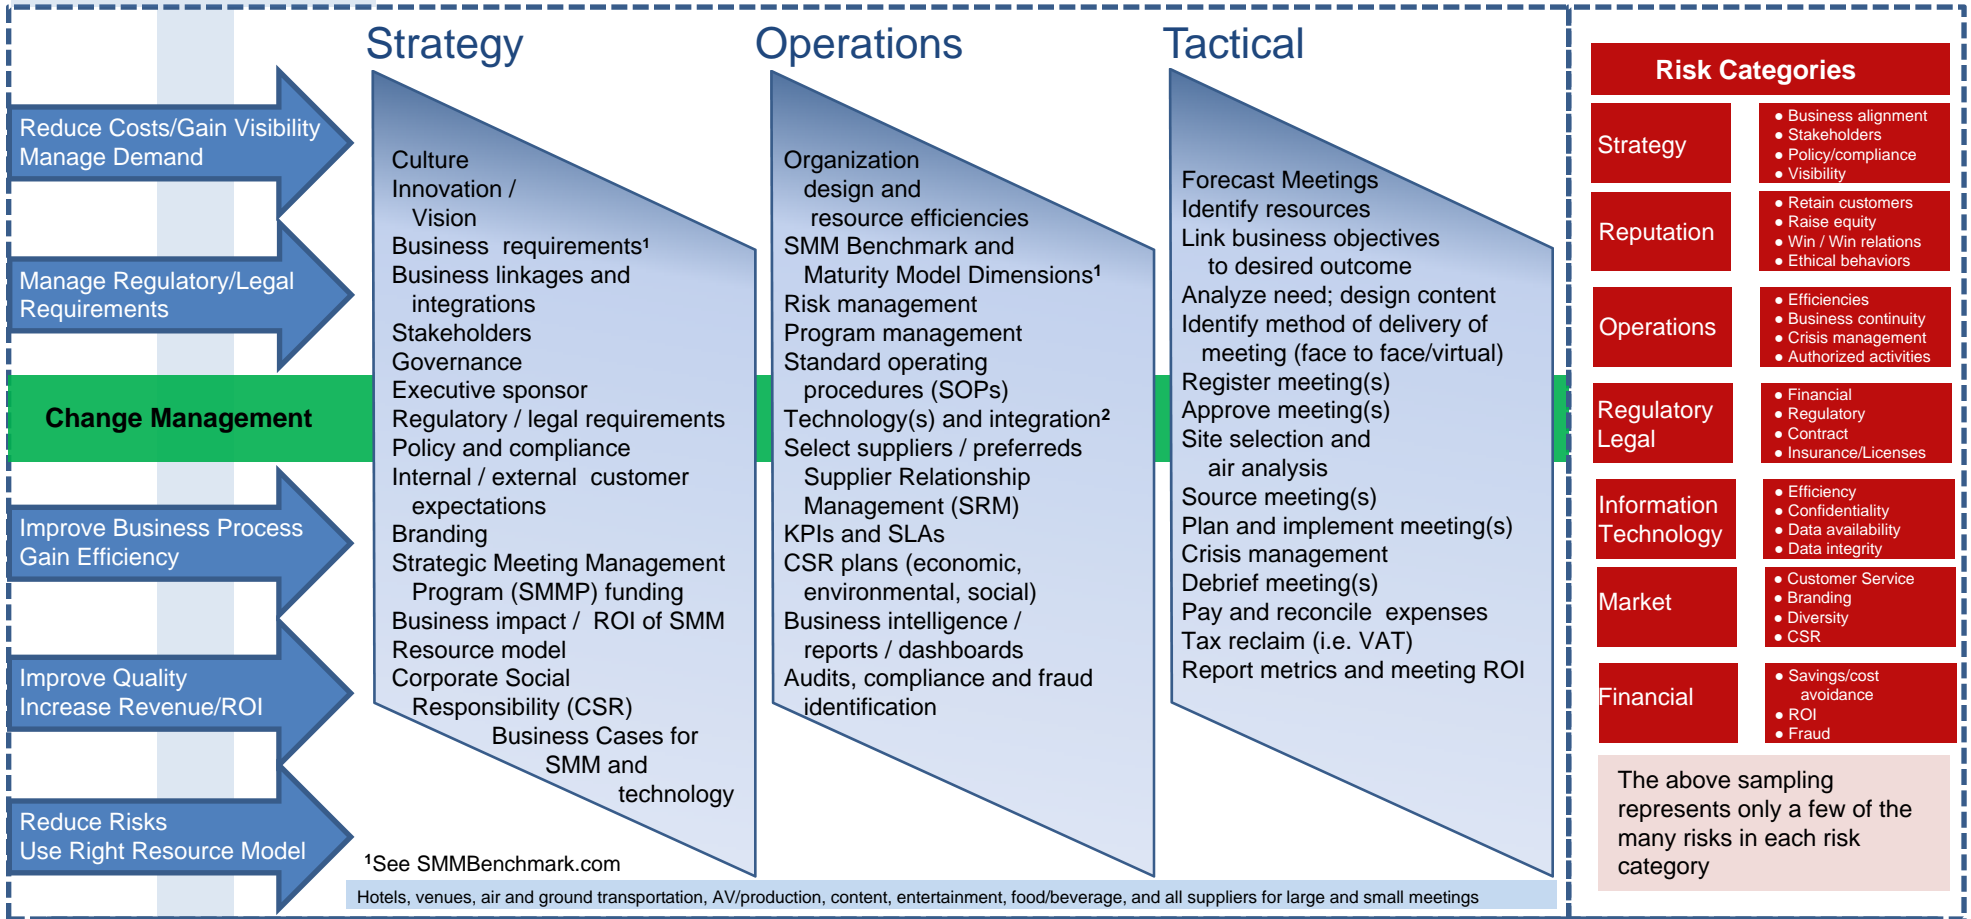 Strategy
Operations
Tactical
Reduce Costs/Gain Visibility
Manage Demand
Manage Regulatory/Legal
Requirements
Change Management
Improve Business Process
Gain Efficiency
Improve Quality
Increase Revenue/ROI
Reduce Risks
Use Right Resource Model
Culture
Innovation /
Vision
Business requirements¹
Business linkages and
integrations
Stakeholders
Governance
Executive sponsor
Regulatory / legal requirements
Policy and compliance
Internal / external customer
expectations
Branding
Strategic Meeting Management
Program (SMMP) funding
Business impact / ROI of SMM
Resource model
Corporate Social
Responsibility (CSR)
Business Cases for
SMM and
technology
Organization
design and
resource efficiencies
SMM Benchmark and
Maturity Model Dimensions¹
Risk management
Program management
Standard operating
procedures (SOPs)
Technology(s) and integration²
Select suppliers / preferreds
Supplier Relationship
Management (SRM)
KPIs and SLAs
CSR plans (economic,
environmental, social)
Business intelligence /
reports / dashboards
Audits, compliance and fraud
identification
Forecast Meetings
Identify resources
Link business objectives
to desired outcome
Analyze need; design content
Identify method of delivery of
meeting (face to face/virtual)
Register meeting(s)
Approve meeting(s)
Site selection and
air analysis
Source meeting(s)
Plan and implement meeting(s)
Crisis management
Debrief meeting(s)
Pay and reconcile expenses
Tax reclaim (i.e. VAT)
Report metrics and meeting ROI
¹See SMMBenchmark.com
Hotels, venues, air and ground transportation, AV/production, content, entertainment, food/beverage, and all suppliers for large and small meetings
Risk Categories
Strategy
● Business alignment
● Stakeholders
● Policy/compliance
● Visibility
Reputation
● Retain customers
● Raise equity
● Win / Win relations
● Ethical behaviors
Operations
● Efficiencies
● Business continuity
● Crisis management
● Authorized activities
Regulatory
Legal
● Financial
● Regulatory
● Contract
● Insurance/Licenses
Information
Technology
● Efficiency
● Confidentiality
● Data availability
● Data integrity
Market
● Customer Service
● Branding
● Diversity
● CSR
Financial
● Savings/cost
avoidance
● ROI
● Fraud
The above sampling
represents only a few of the
many risks in each risk
category